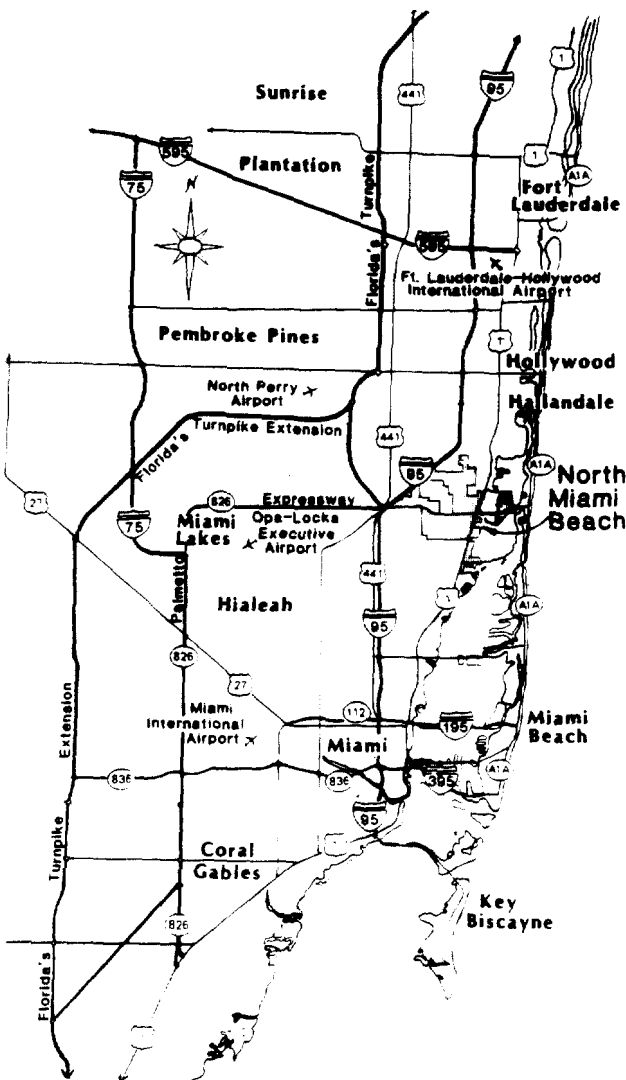 1
Sunrise
441
95
595
1
Plantation
75
N
A1A
Fort
Lauderdale
Florida's Turnpike
595
Ft. Lauderdale-Hollywood
International Airport
Pembroke Pines
1
Hollywood
North Perry
Airport
Hallandale
Florida's Turnpike Extension
441
95
A1A
North
Miami
Beach
27
826
Expressway
75
Miami
Lakes
Opa-Locka
Executive
Airport
441
Palmetto
Hialeah
1
A1A
95
826
27
Extension
Miami
International
Airport
112
195
Miami
Beach
Miami
836
836
395
A1A
95
Turnpike
Coral
Gables
Key
Biscayne
826
Florida's